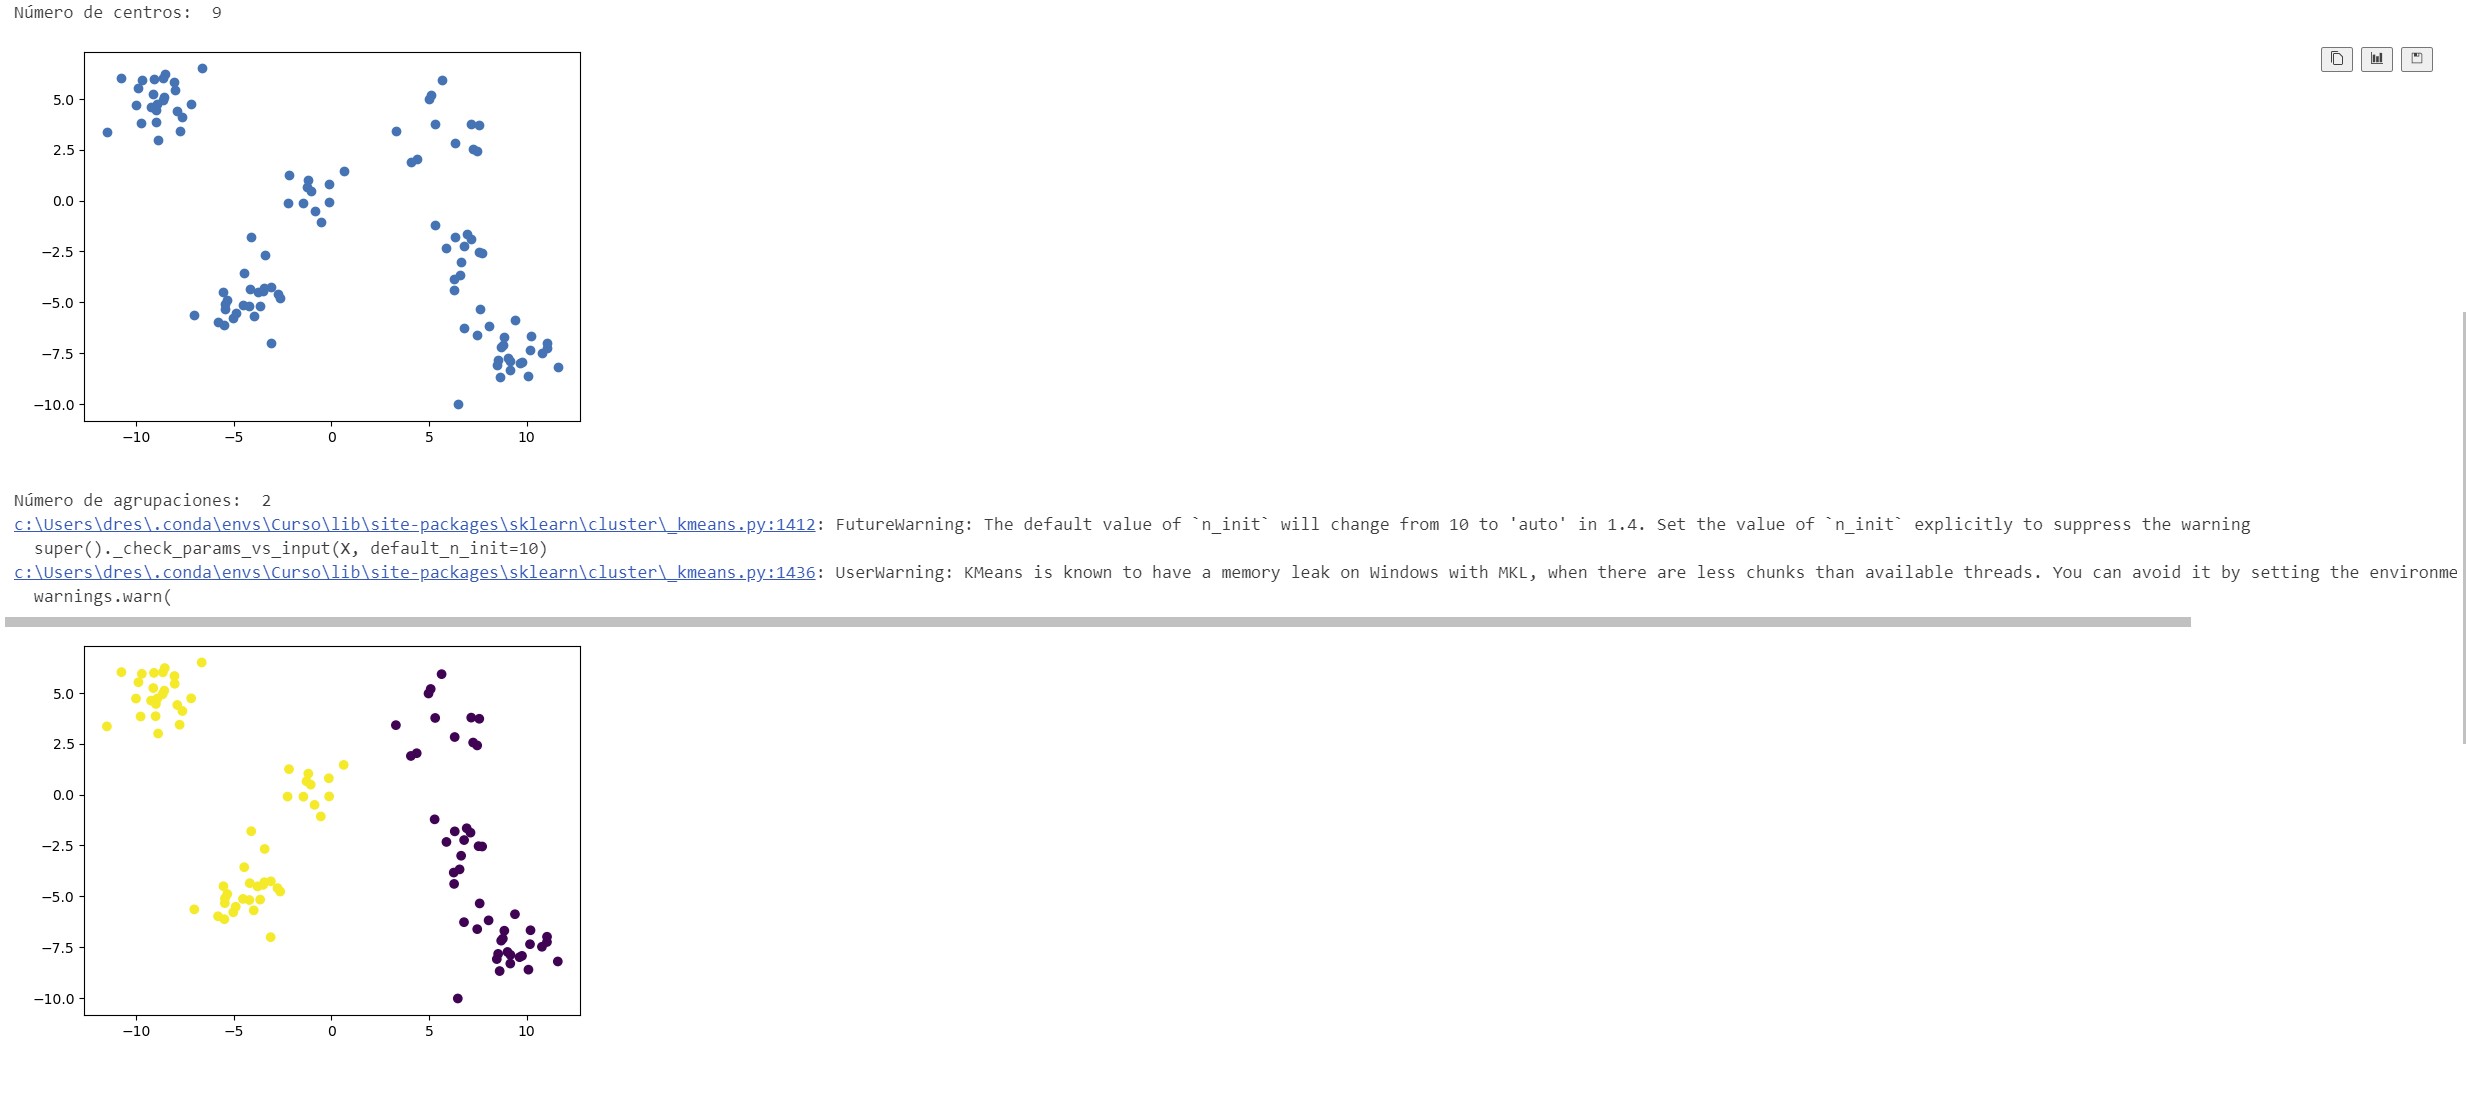 Número de centros:  9
5.0
2.5
0.0
−2.5
−5.0
−7.5
−10.0
−10 −5 0 5 10
Número de agrupaciones:  2
c:\Users\dres\.conda\envs\Curso\lib\site-packages\sklearn\cluster\_kmeans.py:1412: FutureWarning: The default value of `n_init` will change from 10 to 'auto' in 1.4. Set the value of `n_init` explicitly to suppress the warning
super()._check_params_vs_input(X, default_n_init=10)
c:\Users\dres\.conda\envs\Curso\lib\site-packages\sklearn\cluster\_kmeans.py:1436: UserWarning: KMeans is known to have a memory leak on Windows with MKL, when there are less chunks than available threads. You can avoid it by setting the environme
warnings.warn(
5.0
2.5
0.0
−2.5
−5.0
−7.5
−10.0
−10 −5 0 5 10